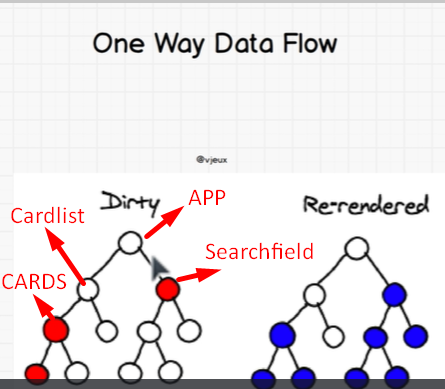 One Way Data Flow
@vjeux
Dirty
APP
Re-rendered
Cardlist
Searchfield
CARDS